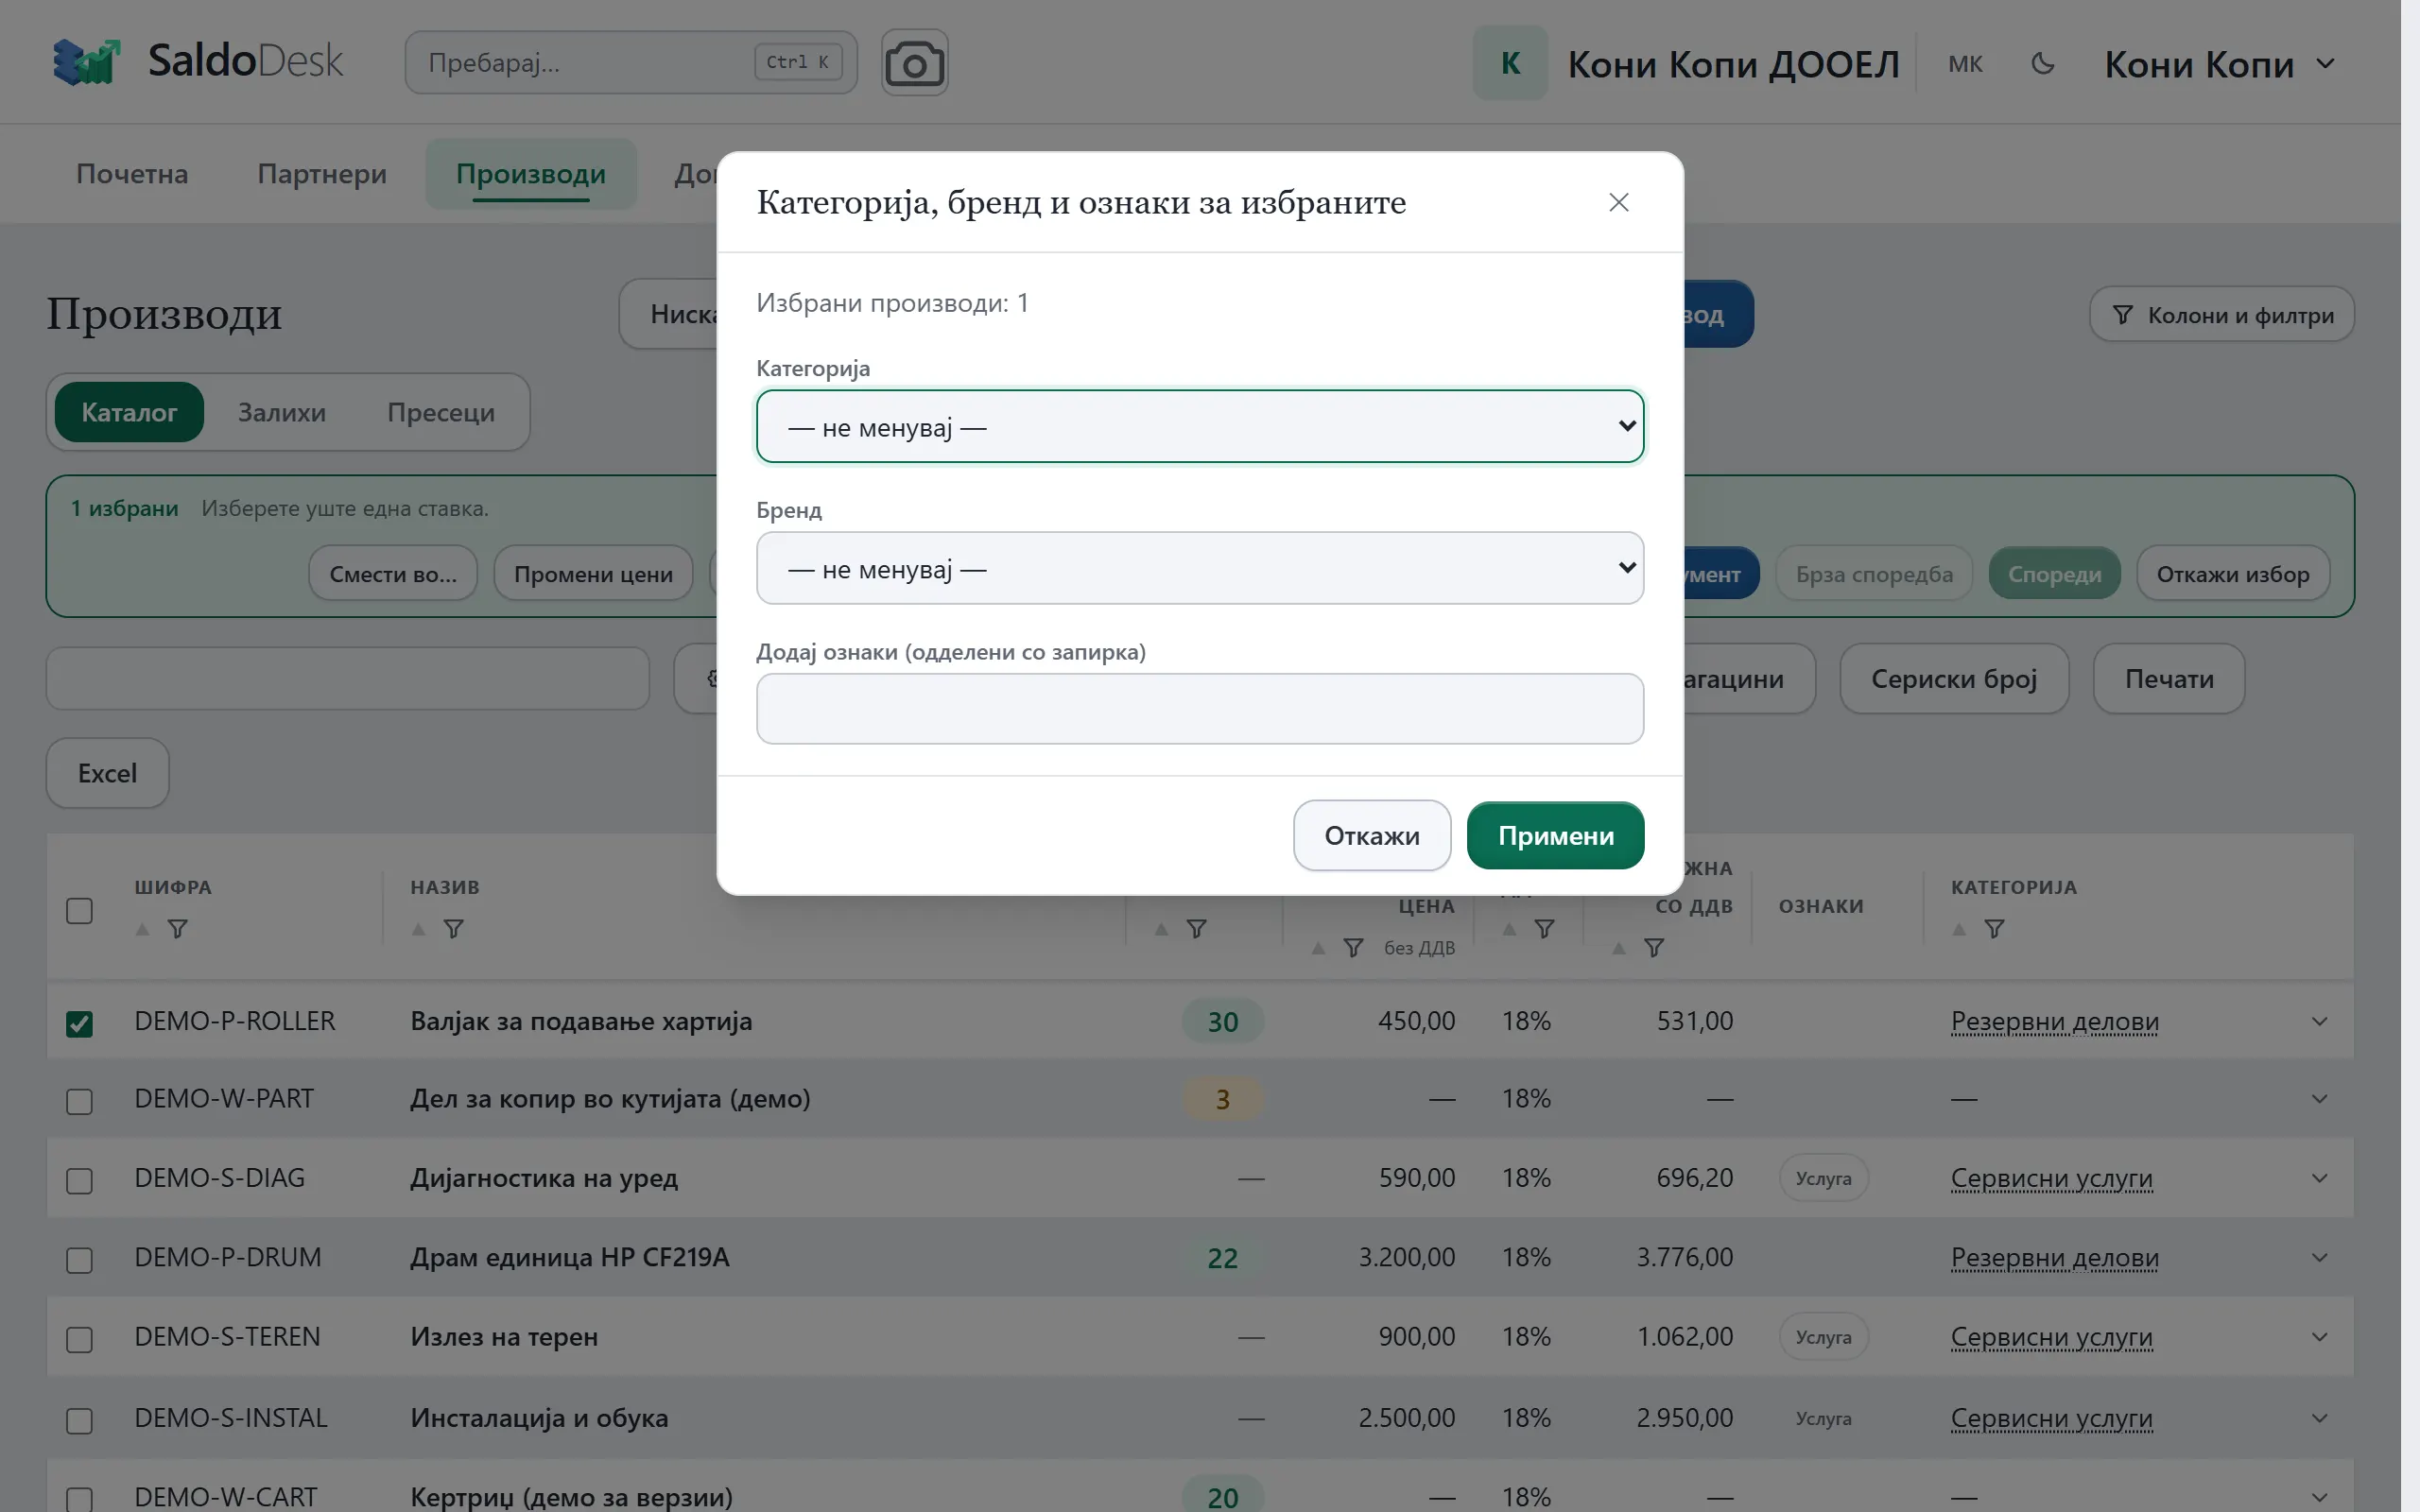 SaldoDesk
Пребарај...
Ctrl K
К
Кони Копи ДООЕЛ
МК
Кони Копи
Почетна
Партнери
Производи
Категорија, бренд и ознаки за избраните
Избрани производи: 1
Категорија
— не менувај —
Бренд
— не менувај —
Додај ознаки (одделени со запирка)
Откажи
Примени
Производи
Колони и филтри
Каталог
Залихи
Пресеци
1 избрани
Изберете уште една ставка.
Смести во...
Промени цени
Брза споредба
Спореди
Откажи избор
Сериски број
Печати
Excel
ШИФРА
НАЗИВ
ЦЕНА
без ДДВ
СО ДДВ
ОЗНАКИ
КАТЕГОРИЈА
DEMO-P-ROLLER Валјак за подавање хартија 30 450,00 18% 531,00 Резервни делови
DEMO-W-PART Дел за копир во кутијата (демо) 3 — 18% — —
DEMO-S-DIAG Дијагностика на уред — 590,00 18% 696,20 Услуга Сервисни услуги
DEMO-P-DRUM Драм единица HP CF219A 22 3.200,00 18% 3.776,00 Резервни делови
DEMO-S-TEREN Излез на терен — 900,00 18% 1.062,00 Услуга Сервисни услуги
DEMO-S-INSTAL Инсталација и обука — 2.500,00 18% 2.950,00 Услуга Сервисни услуги
DEMO-W-CART Кертриџ (демо за верзии) 20 — 18% — —